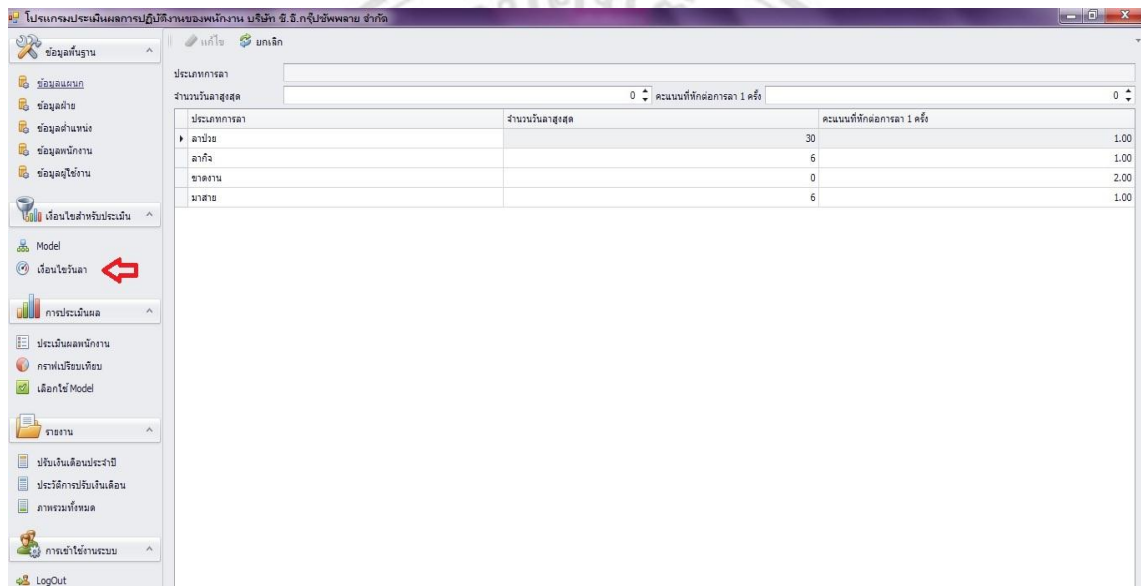 โปรแกรมประเมินผลการปฏิบัติงานของพนักงาน บริษัท ซี.อี.กรุ๊ปซัพพลาย จำกัด
ข้อมูลพื้นฐาน
ข้อมูลแผนก
ข้อมูลฝ่าย
ข้อมูลตำแหน่ง
ข้อมูลพนักงาน
ข้อมูลผู้ใช้งาน
เงื่อนไขสำหรับประเมิน
Model
เงื่อนไขวันลา
การประเมินผล
ประเมินผลพนักงาน
กราฟเปรียบเทียบ
เลือกใช้ Model
รายงาน
ปรับเงินเดือนประจำปี
ประวัติการปรับเงินเดือน
ภาพรวมทั้งหมด
การเข้าใช้งานระบบ
LogOut
แก้ไข ยกเลิก
ประเภทการลา
จำนวนวันลาสูงสุด 0 คะแนนที่หักต่อการลา 1 ครั้ง 0
ประเภทการลา จำนวนวันลาสูงสุด คะแนนที่หักต่อการลา 1 ครั้ง
ลาป่วย 30 1.00
ลากิจ 6 1.00
ขาดงาน 0 2.00
มาสาย 6 1.00